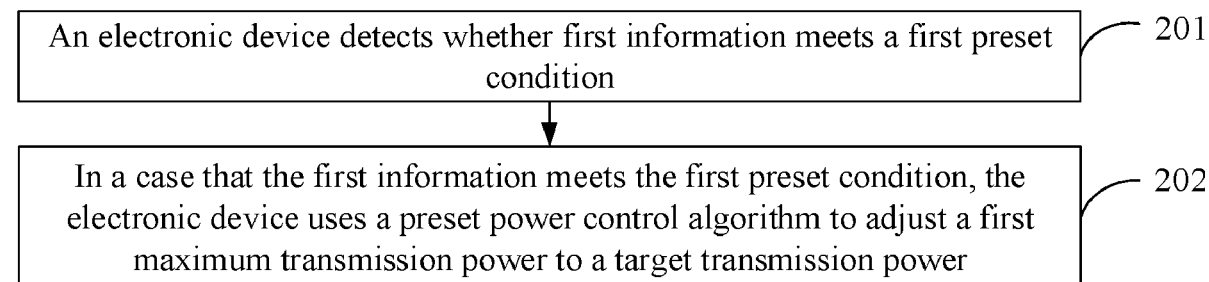 An electronic device detects whether first information meets a first preset
condition
201
In a case that the first information meets the first preset condition, the
electronic device uses a preset power control algorithm to adjust a first
maximum transmission power to a target transmission power
202